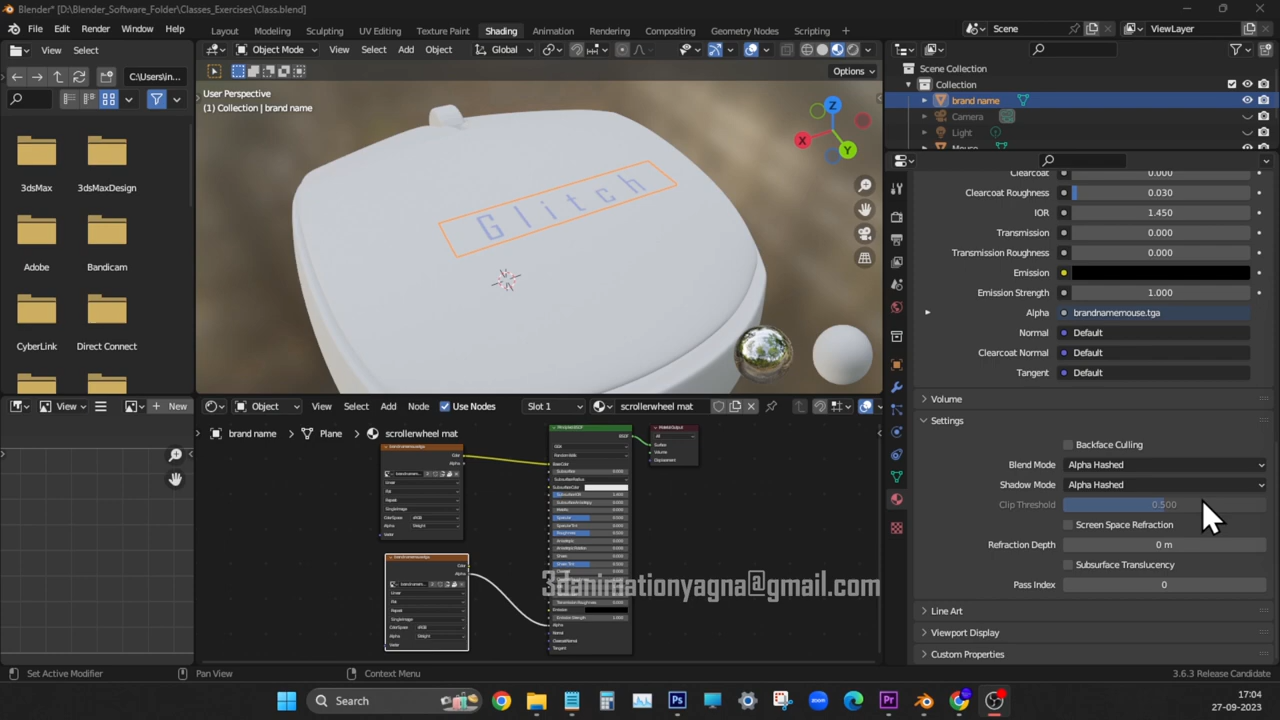 Blender* [D:\Blender_Software_Folder\Classes_Exercises\Class.blend]
File Edit Render Window Help Layout Modeling Sculpting UV Editing Texture Paint Shading Animation Rendering Compositing Geometry Nodes Scripting + Scene ViewLayer
View Select Object Mode View Select Add Object Global
C:\Users\in... Options
User Perspective
(1) Collection | brand name
Z
X
Y
Glitch
3dsMax 3dsMaxDesign
Adobe Bandicam
CyberLink Direct Connect
Scene Collection
Collection
brand name
Camera
Light
Mouse
Clearcoat 0.000
Clearcoat Roughness 0.030
IOR 1.450
Transmission 0.000
Transmission Roughness 0.000
Emission
Emission Strength 1.000
Alpha brandnamemouse.tga
Normal Default
Clearcoat Normal Default
Tangent Default
Volume
Settings
Backface Culling
Blend Mode Alpha Hashed
Shadow Mode Alpha Hashed
Clip Threshold 0.500
Screen Space Refraction
Refraction Depth 0 m
Subsurface Translucency
Pass Index 0
Line Art
Viewport Display
Custom Properties
View New Object View Select Add Node Use Nodes Slot 1 scrollerwheel mat
brand name Plane scrollerwheel mat
3danimationyagna@gmail.com
Set Active Modifier Pan View Node Context Menu 3.6.3 Release Candidate
Search
17:04
27-09-2023